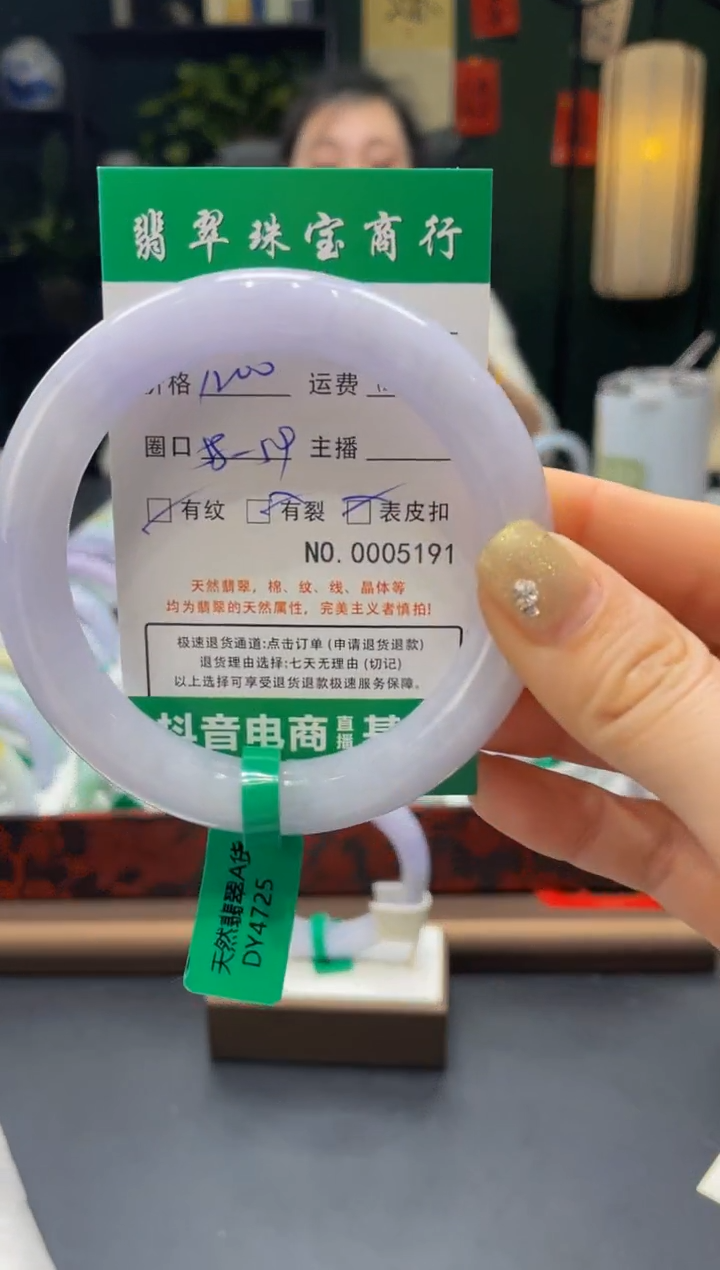 翡翠珠宝商行
价格 1200 运费
圈口 58-59 主播
有纹 有裂 表皮扣
NO.0005191
天然翡翠，棉、纹、线、晶体等
均为翡翠的天然属性，完美主义者慎拍!
极速退货通道:点击订单(申请退货退款)
退货理由选择:七天无理由(切记)
以上选择可享受退货退款极速服务保障。
抖音电商 直播基
天然翡翠A货
DY4725